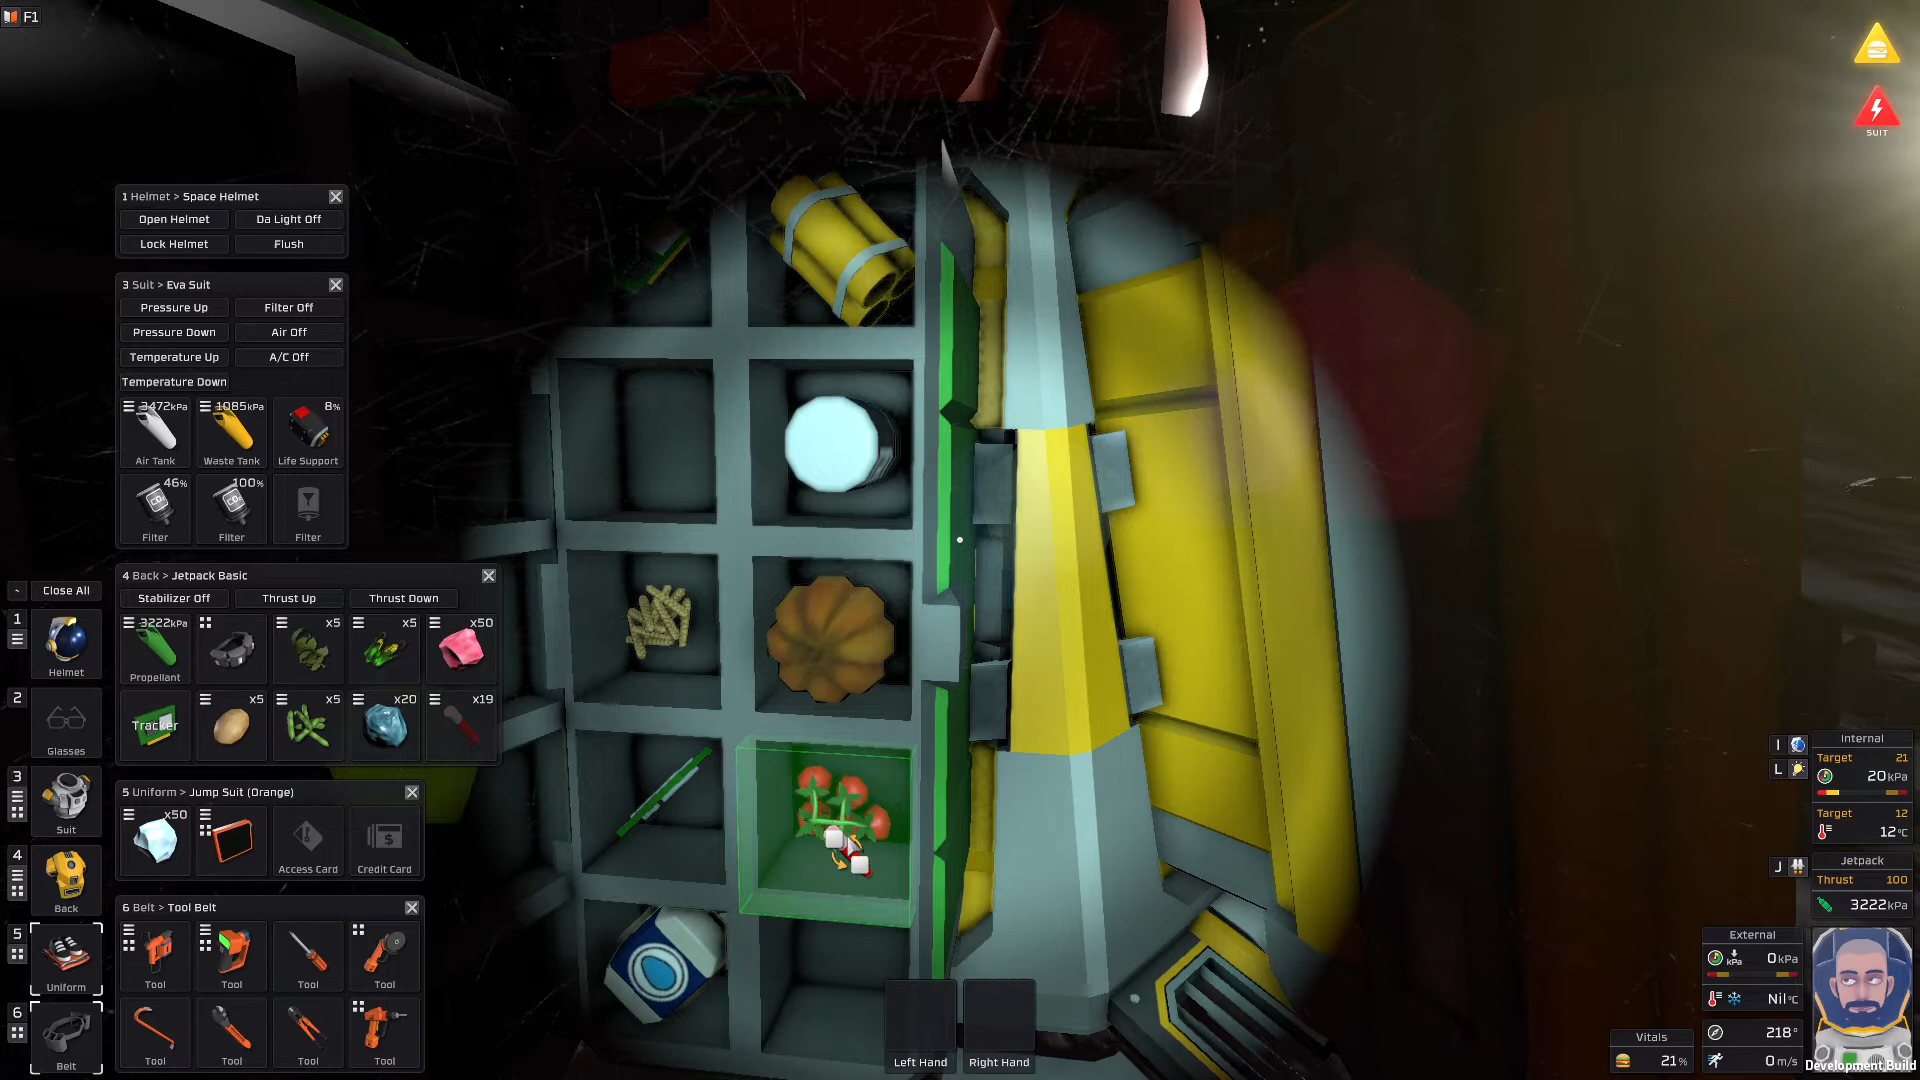 F1
SUIT
1 Helmet > Space Helmet
Open Helmet
Da Light Off
Lock Helmet
Flush
3 Suit > Eva Suit
Pressure Up
Filter Off
Pressure Down
Air Off
Temperature Up
A/C Off
Temperature Down
3472kPa
1085kPa
8%
Air Tank
Waste Tank
Life Support
46%
100%
Filter
Filter
Filter
~
Close All
4 Back > Jetpack Basic
Stabilizer Off
Thrust Up
Thrust Down
3222kPa
x5
x5
x50
Propellant
Tracker
x5
x5
x20
x19
1
Helmet
2
Glasses
3
Suit
4
Back
5
Uniform
6
Belt
5 Uniform > Jump Suit (Orange)
x50
Access Card
Credit Card
6 Belt > Tool Belt
Tool
Tool
Tool
Tool
Tool
Tool
Tool
Tool
Left Hand
Right Hand
Internal
I
Target 21
L
20kPa
Target 12
12°C
Jetpack
J
Thrust 100
3222kPa
External
kPa
0kPa
Nil°C
Vitals
218°
21%
0m/s
Development Build